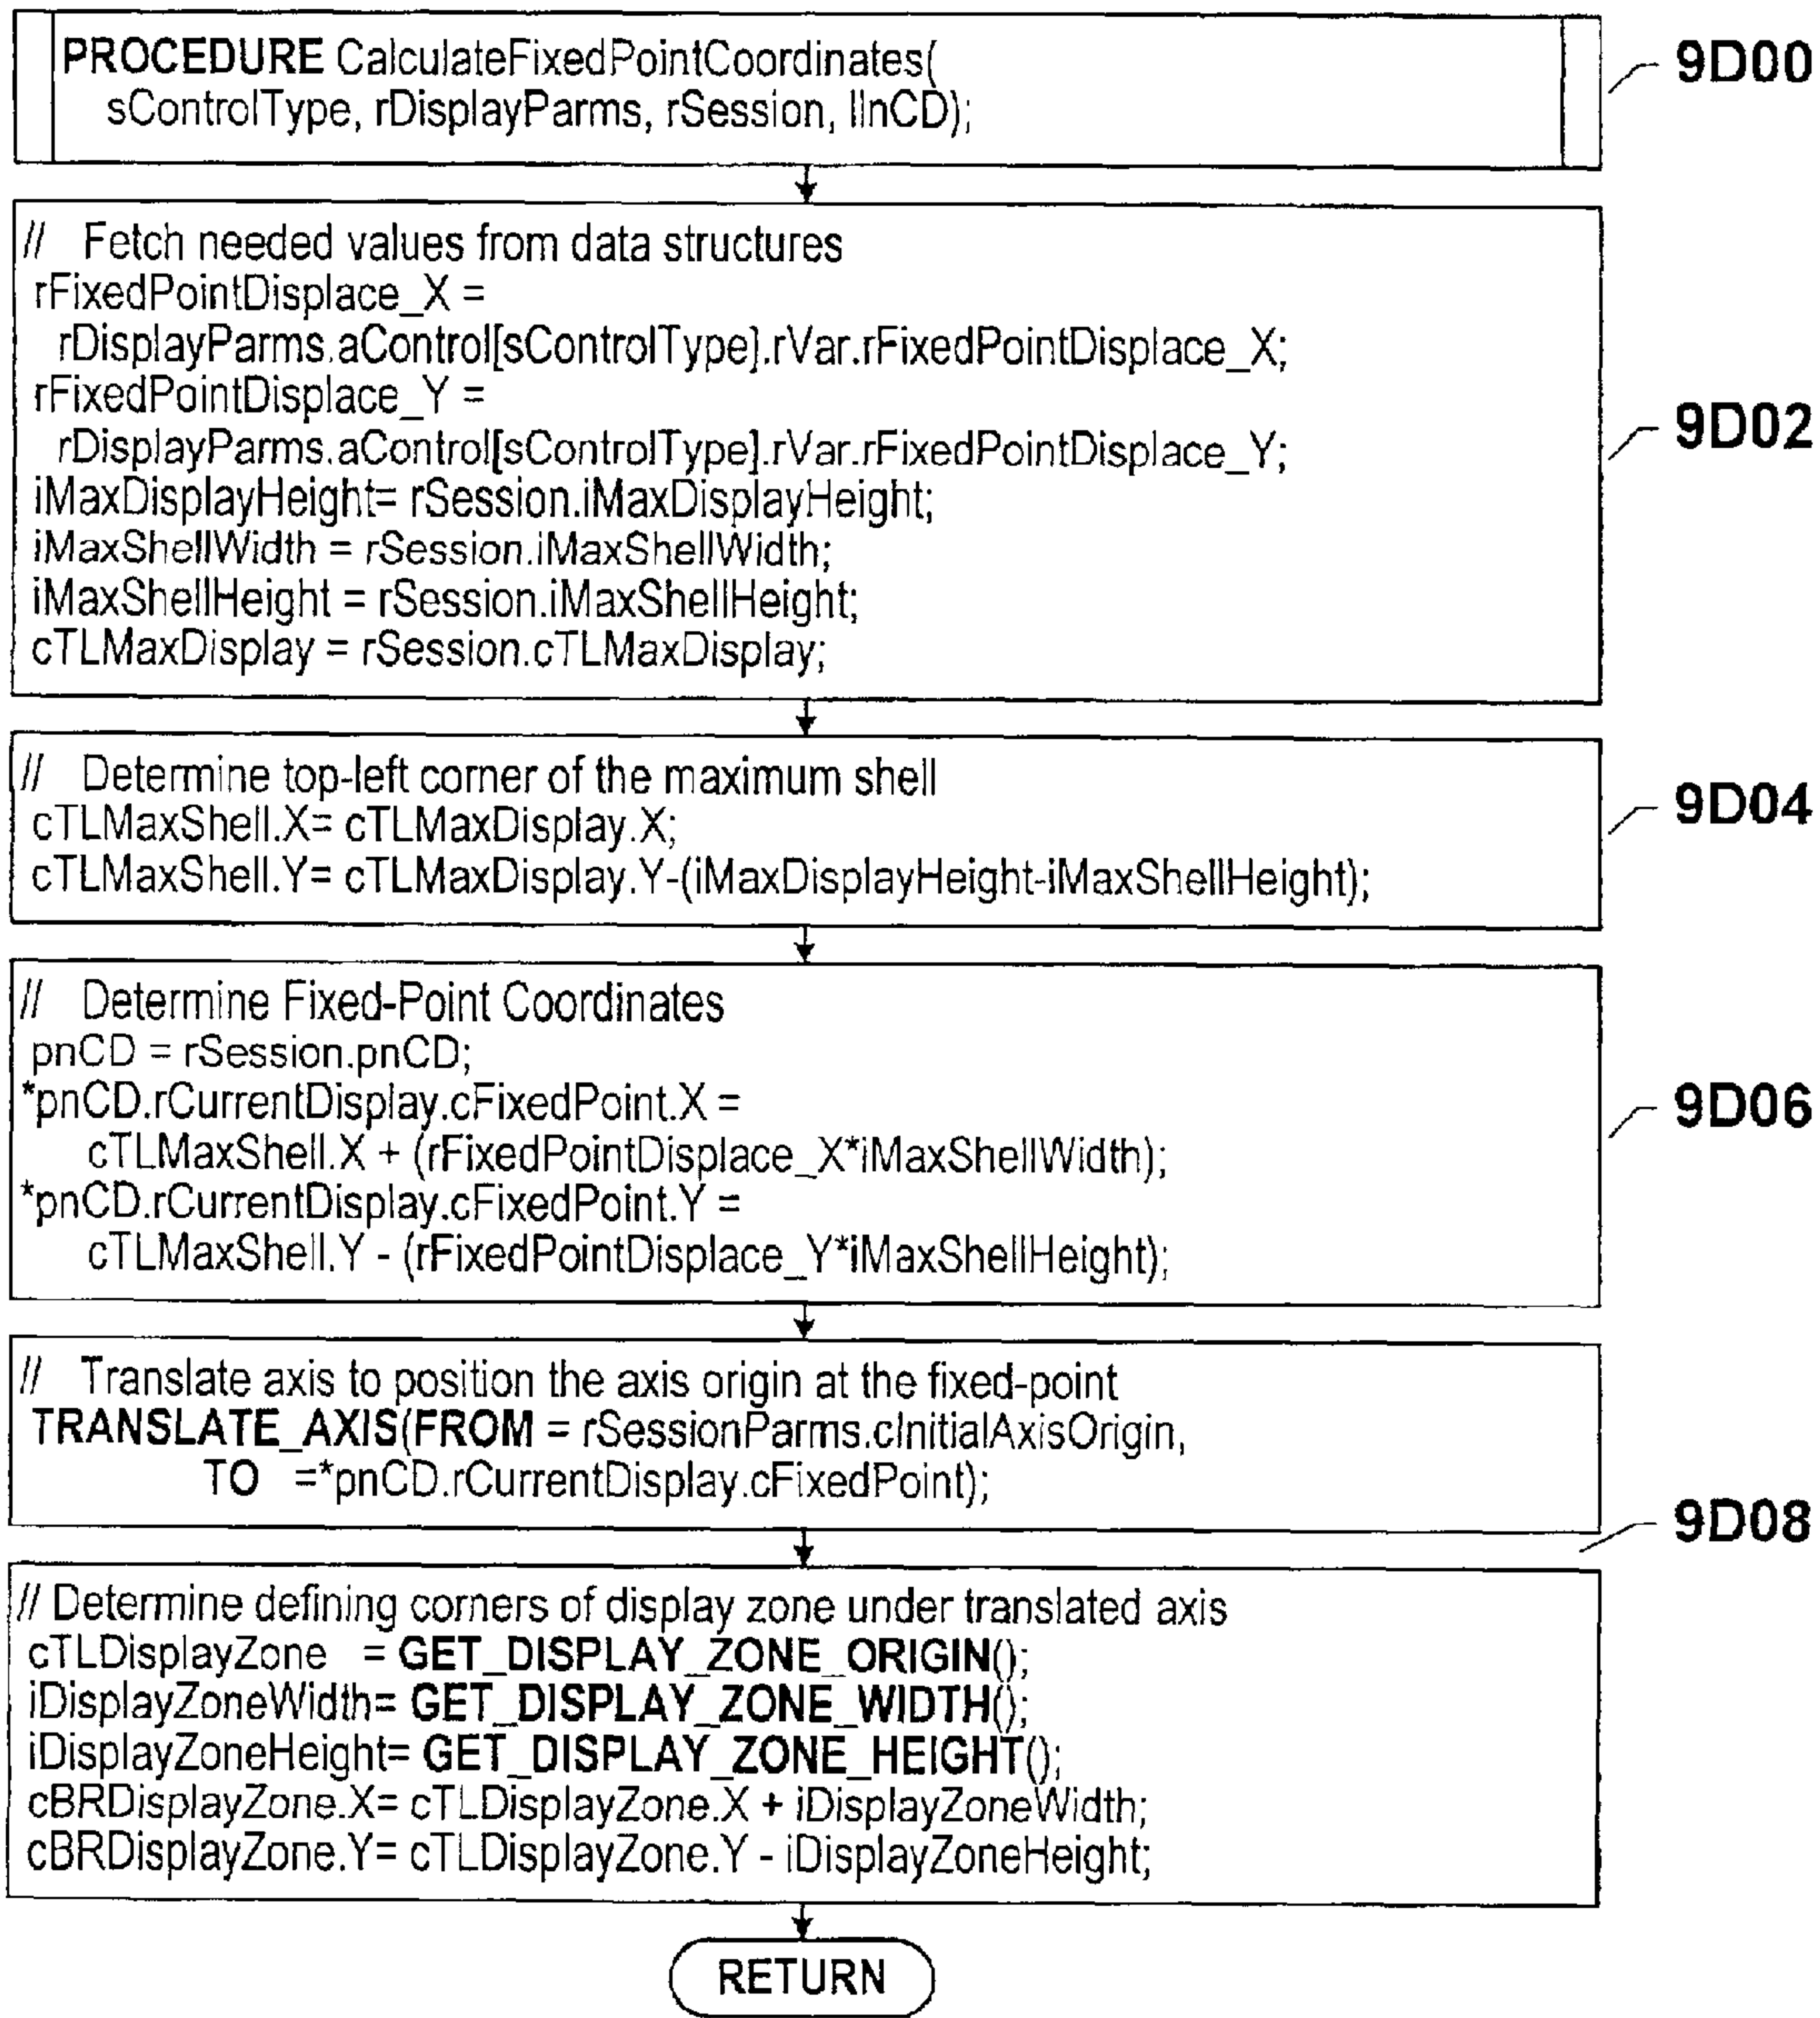 PROCEDURE CalculateFixedPointCoordinates(
sControlType, rDisplayParms, rSession, llnCD);
9D00
// Fetch needed values from data structures
rFixedPointDisplace_X =
rDisplayParms.aControl[sControlType].rVar.rFixedPointDisplace_X;
rFixedPointDisplace_Y =
rDisplayParms.aControl[sControlType].rVar.rFixedPointDisplace_Y;
iMaxDisplayHeight= rSession.iMaxDisplayHeight;
iMaxShellWidth = rSession.iMaxShellWidth;
iMaxShellHeight = rSession.iMaxShellHeight;
cTLMaxDisplay = rSession.cTLMaxDisplay;
9D02
// Determine top-left corner of the maximum shell
cTLMaxShell.X= cTLMaxDisplay.X;
cTLMaxShell.Y= cTLMaxDisplay.Y-(iMaxDisplayHeight-iMaxShellHeight);
9D04
// Determine Fixed-Point Coordinates
pnCD = rSession.pnCD;
*pnCD.rCurrentDisplay.cFixedPoint.X =
cTLMaxShell.X + (rFixedPointDisplace_X*iMaxShellWidth);
*pnCD.rCurrentDisplay.cFixedPoint.Y =
cTLMaxShell.Y - (rFixedPointDisplace_Y*iMaxShellHeight);
9D06
// Translate axis to position the axis origin at the fixed-point
TRANSLATE_AXIS(FROM = rSessionParms.cInitialAxisOrigin,
TO =*pnCD.rCurrentDisplay.cFixedPoint);
9D08
// Determine defining corners of display zone under translated axis
cTLDisplayZone = GET_DISPLAY_ZONE_ORIGIN();
iDisplayZoneWidth= GET_DISPLAY_ZONE_WIDTH();
iDisplayZoneHeight= GET_DISPLAY_ZONE_HEIGHT();
cBRDisplayZone.X= cTLDisplayZone.X + iDisplayZoneWidth;
cBRDisplayZone.Y= cTLDisplayZone.Y - iDisplayZoneHeight;
RETURN